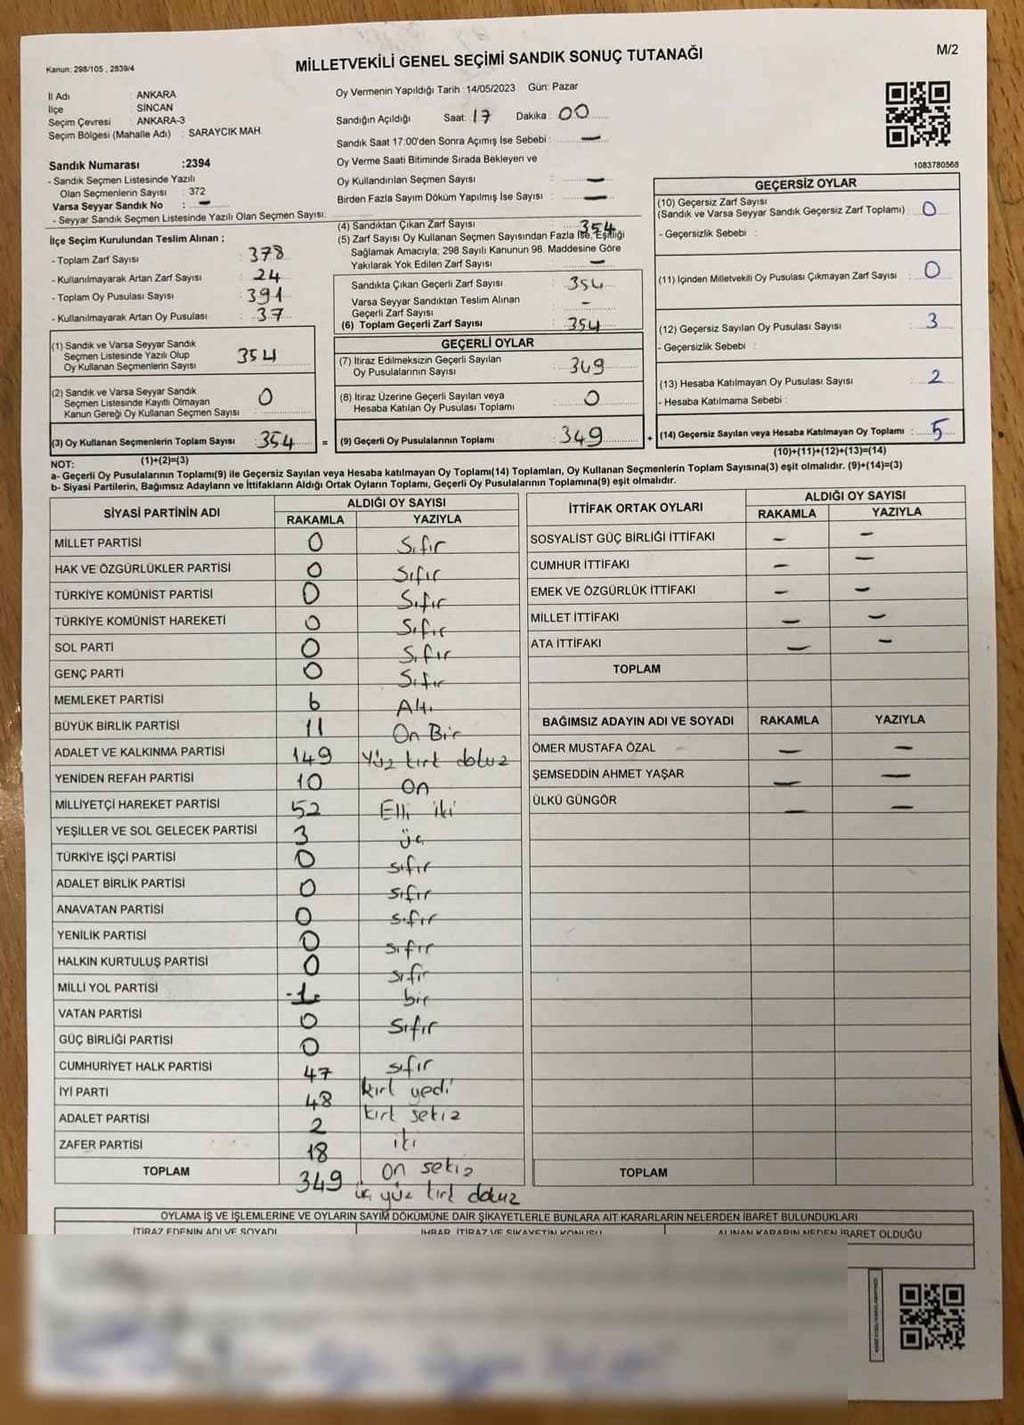 Kanun: 298/105 , 2839/4
MİLLETVEKİLİ GENEL SEÇİMİ SANDIK SONUÇ TUTANAĞI
M/2
İl Adı : ANKARA
İlçe : SİNCAN
Seçim Çevresi : ANKARA-3
Seçim Bölgesi (Mahalle Adı) : SARAYCIK MAH.
Sandık Numarası :2394
- Sandık Seçmen Listesinde Yazılı
Olan Seçmenlerin Sayısı : 372
Varsa Seyyar Sandık No : —
- Seyyar Sandık Seçmen Listesinde Yazılı Olan Seçmen Sayısı:
Oy Vermenin Yapıldığı Tarih :14/05/2023 Gün: Pazar
Sandığın Açıldığı Saat: 17 Dakika : 00
Sandık Saat 17:00'den Sonra Açımış İse Sebebi : —
Oy Verme Saati Bitiminde Sırada Bekleyen ve
Oy Kullandırılan Seçmen Sayısı : —
Birden Fazla Sayım Döküm Yapılmış İse Sayısı : —
1083780568
İlçe Seçim Kurulundan Teslim Alınan ;
- Toplam Zarf Sayısı : 378
- Kullanılmayarak Artan Zarf Sayısı : 24
- Toplam Oy Pusulası Sayısı : 391
- Kullanılmayarak Artan Oy Pusulası : 37
(4) Sandıktan Çıkan Zarf Sayısı : 354
(5) Zarf Sayısı Oy Kullanan Seçmen Sayısından Fazla İse, Eşitliği
Sağlamak Amacıyla; 298 Sayılı Kanunun 98. Maddesine Göre
Yakılarak Yok Edilen Zarf Sayısı : —
Sandıkta Çıkan Geçerli Zarf Sayısı : 354
Varsa Seyyar Sandıktan Teslim Alınan
Geçerli Zarf Sayısı : —
(6) Toplam Geçerli Zarf Sayısı : 354
GEÇERSİZ OYLAR
(10) Geçersiz Zarf Sayısı
(Sandık ve Varsa Seyyar Sandık Geçersiz Zarf Toplamı) : 0
- Geçersizlik Sebebi :
(11) İçinden Milletvekili Oy Pusulası Çıkmayan Zarf Sayısı : 0
(12) Geçersiz Sayılan Oy Pusulası Sayısı : 3
- Geçersizlik Sebebi :
(13) Hesaba Katılmayan Oy Pusulası Sayısı : 2
- Hesaba Katılmama Sebebi :
(14) Geçersiz Sayılan veya Hesaba Katılmayan Oy Toplamı : 5
(10)+(11)+(12)+(13)=(14)
(1) Sandık ve Varsa Seyyar Sandık
Seçmen Listesinde Yazılı Olup
Oy Kullanan Seçmenlerin Sayısı 354
(2) Sandık ve Varsa Seyyar Sandık
Seçmen Listesinde Kayıtlı Olmayan
Kanun Gereği Oy Kullanan Seçmen Sayısı : 0
(3) Oy Kullanan Seçmenlerin Toplam Sayısı : 354 =
(1)+(2)=(3)
GEÇERLİ OYLAR
(7) İtiraz Edilmeksizin Geçerli Sayılan
Oy Pusulalarının Sayısı : 349
(8) İtiraz Üzerine Geçerli Sayılan veya
Hesaba Katılan Oy Pusulası Toplamı : 0
(9) Geçerli Oy Pusulalarının Toplamı : 349 +
NOT:
a- Geçerli Oy Pusulalarının Toplamı(9) ile Geçersiz Sayılan veya Hesaba katılmayan Oy Toplamı(14) Toplamları, Oy Kullanan Seçmenlerin Toplam Sayısına(3) eşit olmalıdır. (9)+(14)=(3)
b- Siyasi Partilerin, Bağımsız Adayların ve İttifakların Aldığı Ortak Oyların Toplamı, Geçerli Oy Pusulalarının Toplamına(9) eşit olmalıdır.
SİYASİ PARTİNİN ADI ALDIĞI OY SAYISI
RAKAMLA YAZIYLA
MİLLET PARTİSİ 0 Sıfır
HAK VE ÖZGÜRLÜKLER PARTİSİ 0 Sıfır
TÜRKİYE KOMÜNİST PARTİSİ 0 Sıfır
TÜRKİYE KOMÜNİST HAREKETİ 0 Sıfır
SOL PARTİ 0 Sıfır
GENÇ PARTİ 0 Sıfır
MEMLEKET PARTİSİ 6 Altı
BÜYÜK BİRLİK PARTİSİ 11 On Bir
ADALET VE KALKINMA PARTİSİ 149 Yüz kırk dokuz
YENİDEN REFAH PARTİSİ 10 On
MİLLİYETÇİ HAREKET PARTİSİ 52 Elli iki
YEŞİLLER VE SOL GELECEK PARTİSİ 3 üç
TÜRKİYE İŞÇİ PARTİSİ 0 sıfır
ADALET BİRLİK PARTİSİ 0 sıfır
ANAVATAN PARTİSİ 0 sıfır
YENİLİK PARTİSİ 0 sıfır
HALKIN KURTULUŞ PARTİSİ 0 sıfır
MİLLİ YOL PARTİSİ 1 bir
VATAN PARTİSİ 0 Sıfır
GÜÇ BİRLİĞİ PARTİSİ 0 sıfır
CUMHURİYET HALK PARTİSİ 47 kırk yedi
İYİ PARTİ 48 kırk sekiz
ADALET PARTİSİ 2 iki
ZAFER PARTİSİ 18 On sekiz
TOPLAM 349 üç yüz kırk dokuz
İTTİFAK ORTAK OYLARI ALDIĞI OY SAYISI
RAKAMLA YAZIYLA
SOSYALİST GÜÇ BİRLİĞİ İTTİFAKI — —
CUMHUR İTTİFAKI — —
EMEK VE ÖZGÜRLÜK İTTİFAKI — —
MİLLET İTTİFAKI — —
ATA İTTİFAKI — —
TOPLAM
BAĞIMSIZ ADAYIN ADI VE SOYADI RAKAMLA YAZIYLA
ÖMER MUSTAFA ÖZAL — —
ŞEMSEDDİN AHMET YAŞAR — —
ÜLKÜ GÜNGÖR — —
TOPLAM
OYLAMA İŞ VE İŞLEMLERİNE VE OYLARIN SAYIM DÖKÜMÜNE DAİR ŞİKAYETLERLE BUNLARA AİT KARARLARIN NELERDEN İBARET BULUNDUKLARI
İTİRAZ EDENİN ADI VE SOYADI İHBAR, İTİRAZ VE ŞİKAYETİN KONUSU ALINAN KARARIN NEDEN İBARET OLDUĞU